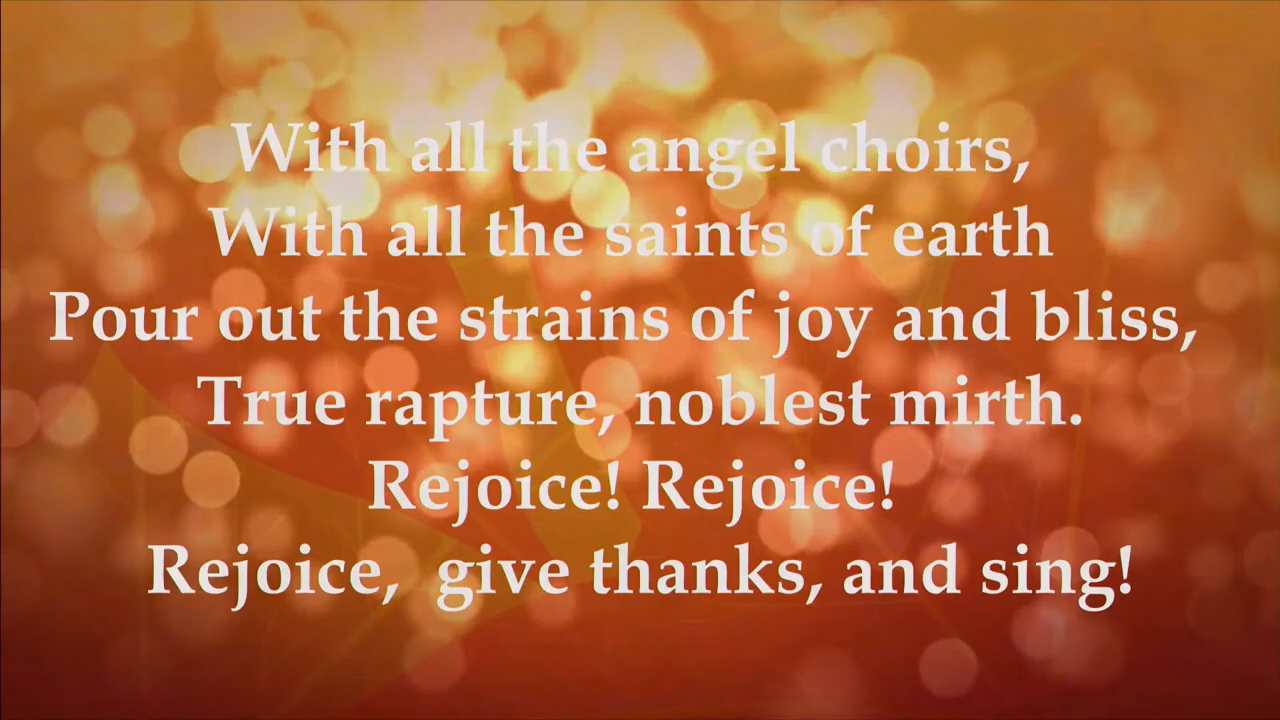 With all the angel choirs,
With all the saints of earth
Pour out the strains of joy and bliss,
True rapture, noblest mirth.
Rejoice! Rejoice!
Rejoice,  give thanks, and sing!